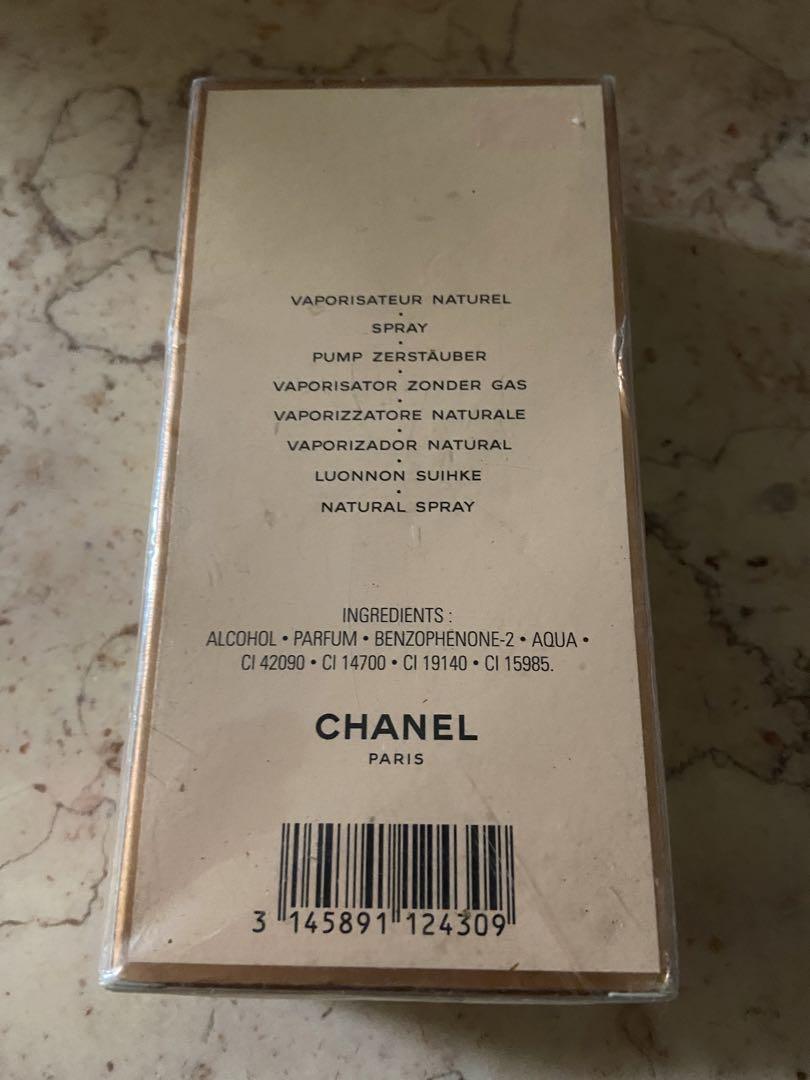 VAPORISATEUR NATUREL
•
SPRAY
•
PUMP ZERSTÄUBER
•
VAPORISATOR ZONDER GAS
•
VAPORIZZATORE NATURALE
•
VAPORIZADOR NATURAL
•
LUONNON SUIHKE
•
NATURAL SPRAY
INGREDIENTS :
ALCOHOL • PARFUM • BENZOPHENONE-2 • AQUA •
CI 42090 • CI 14700 • CI 19140 • CI 15985.
CHANEL
PARIS
3 145891 124309